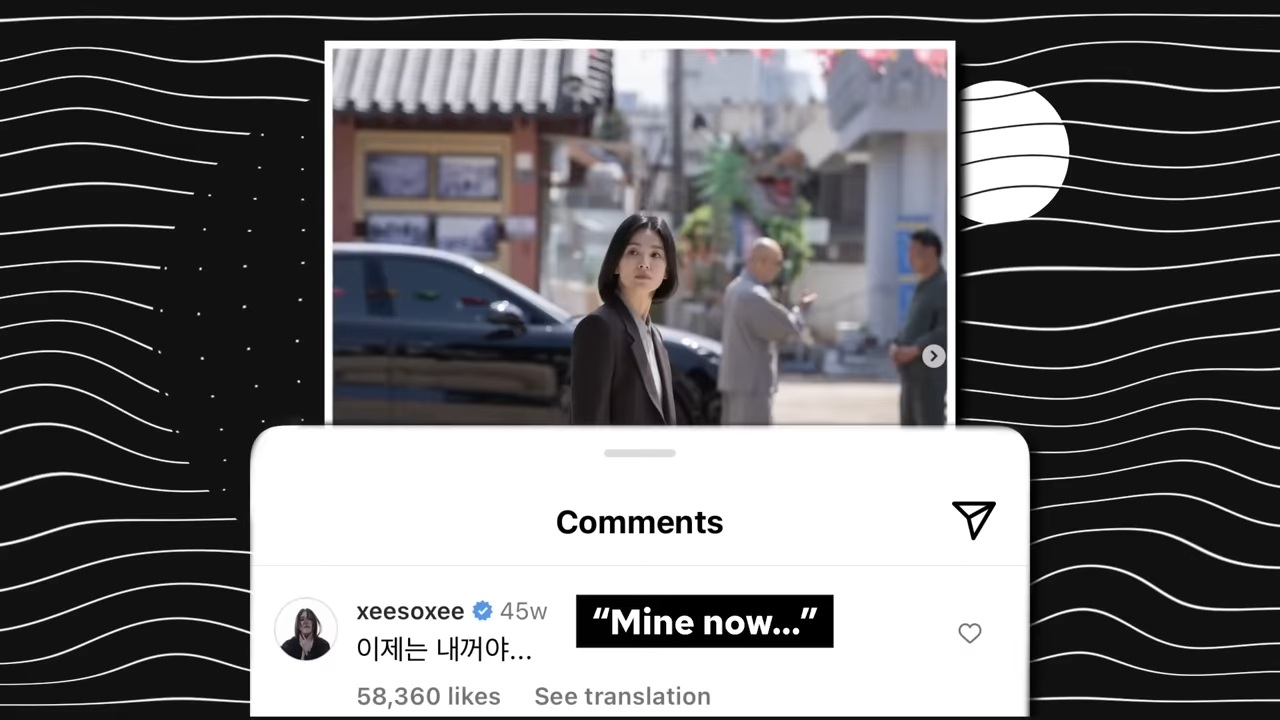 Comments
xeesoxee 45w
이제는 내꺼야...
“Mine now...”
58,360 likes See translation